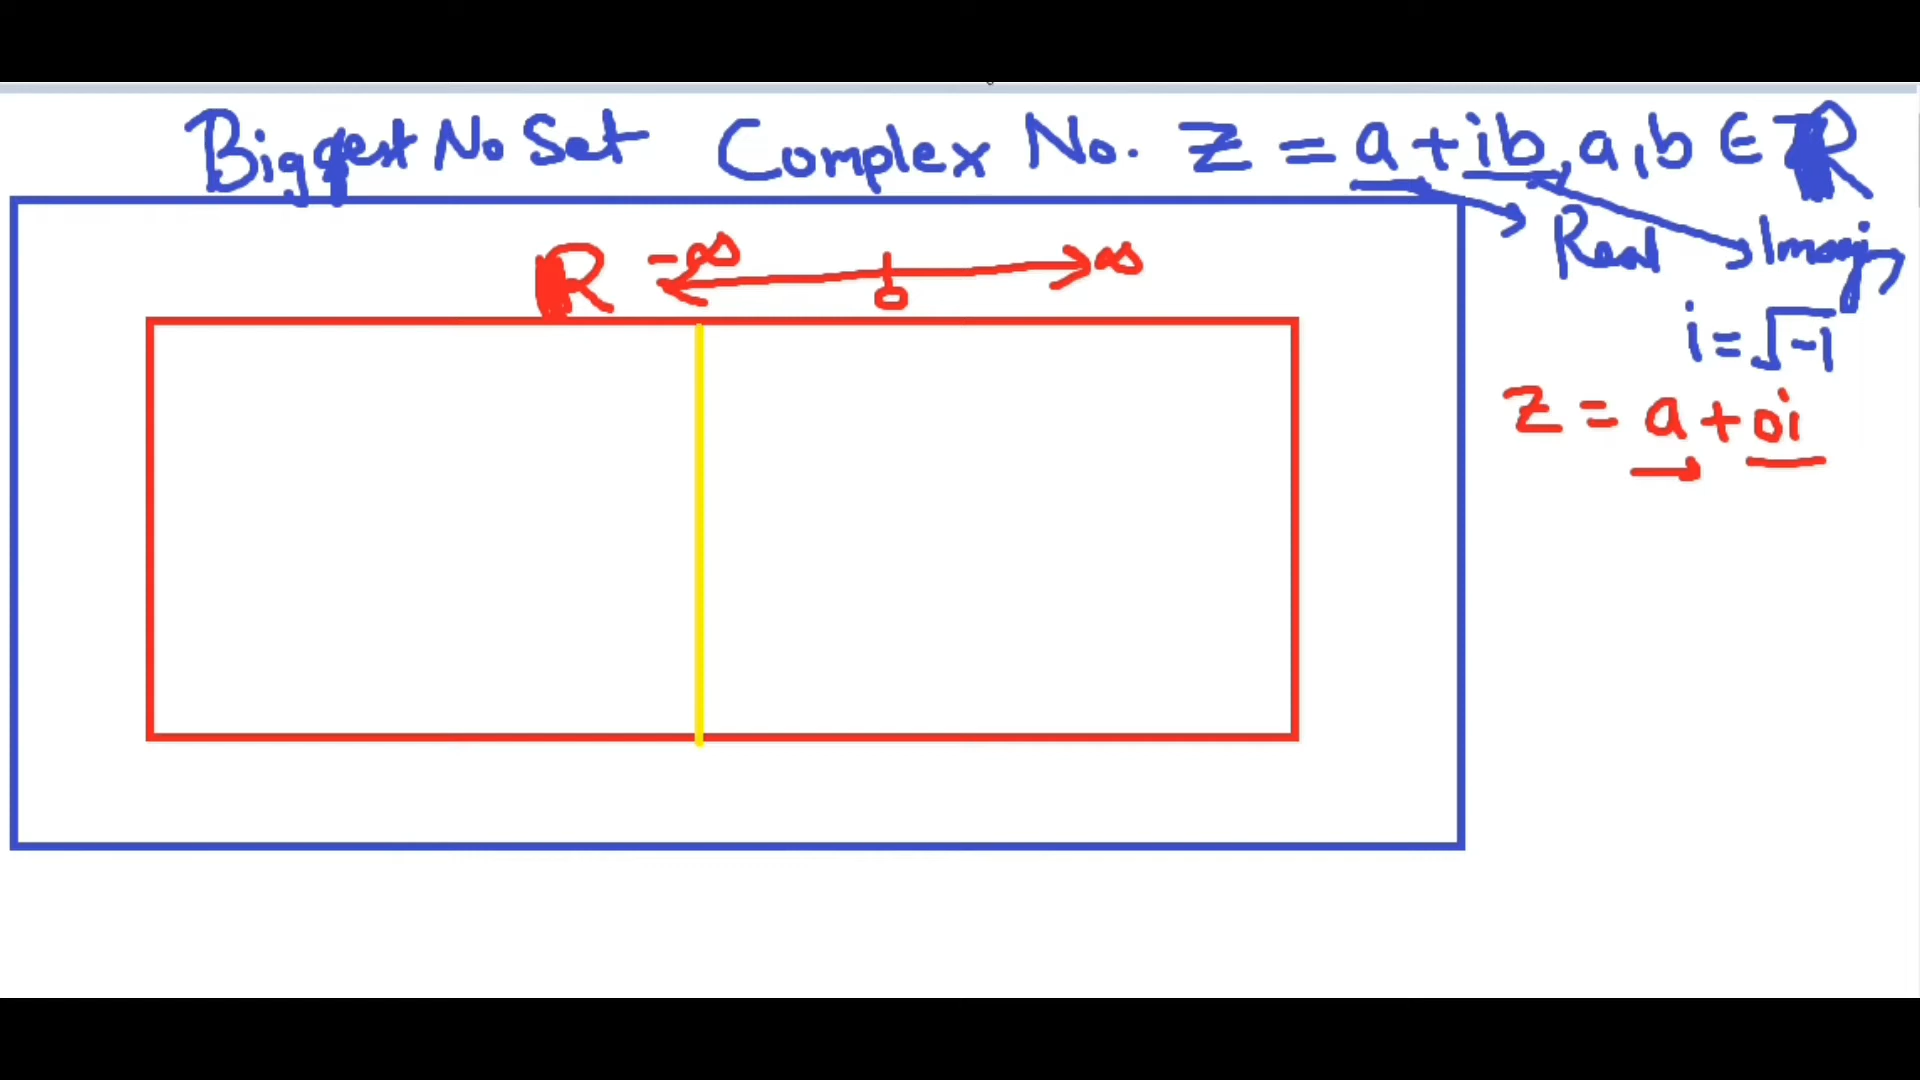 Biggest No Set Complex No. Z = a + ib, a, b ∈ R
Real Imaginary
R -∞ 0 ∞
i = √-1
Z = a + 0i